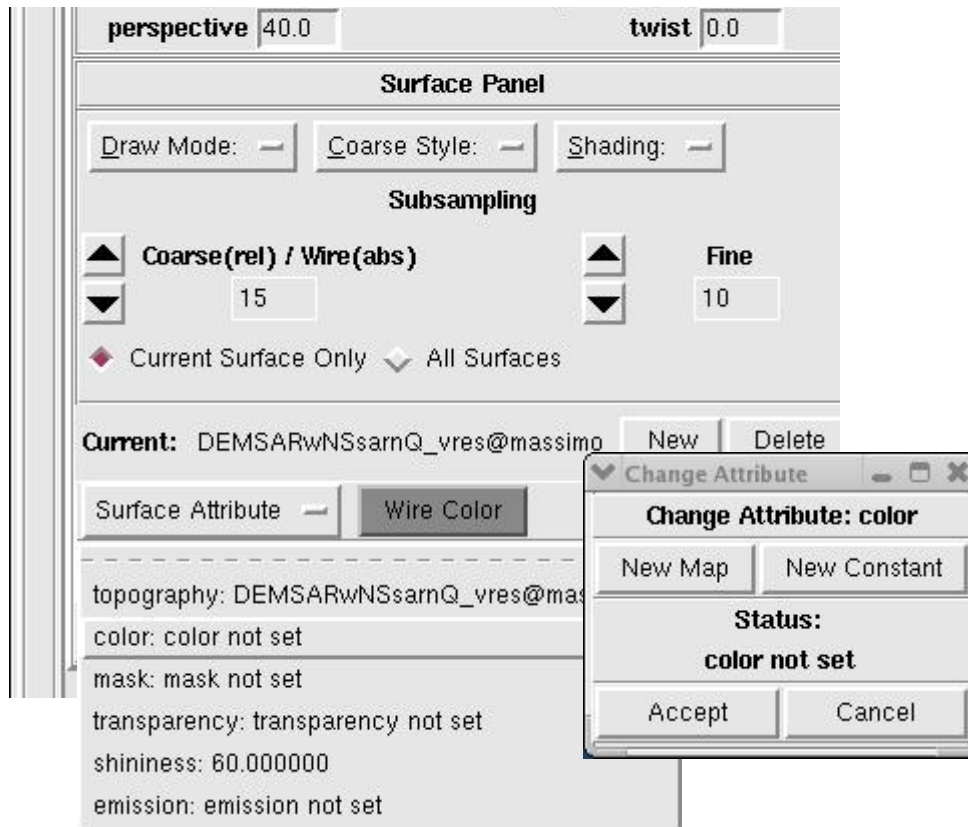 perspective 40.0 twist 0.0
Surface Panel
Draw Mode: Coarse Style: Shading:
Subsampling
Coarse(rel) / Wire(abs) Fine
15 10
Current Surface Only All Surfaces
Current: DEMSARwNSsarnQ_vres@massimo New Delete
Surface Attribute Wire Color
topography: DEMSARwNSsarnQ_vres@mas
color: color not set
mask: mask not set
transparency: transparency not set
shininess: 60.000000
emission: emission not set
Change Attribute
Change Attribute: color
New Map New Constant
Status:
color not set
Accept Cancel